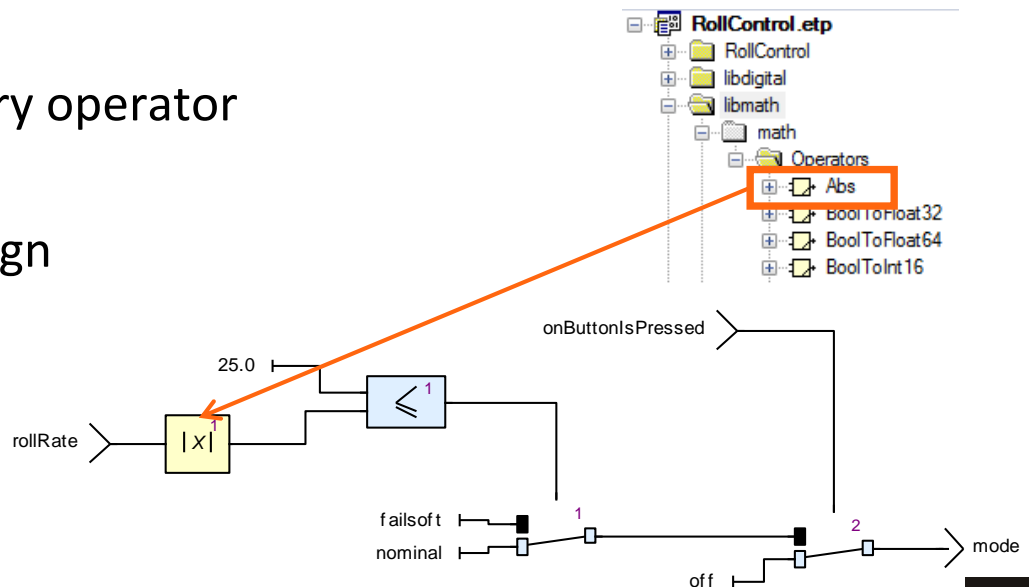 RollControl.etp
RollControl
libdigital
libmath
math
Operators
Abs
BoolToFloat32
BoolToFloat64
BoolToInt16
ry operator
gn
onButtonIsPressed
25.0
1
≤
1
|x|
rollRate
failsoft
1
nominal
2
mode
off